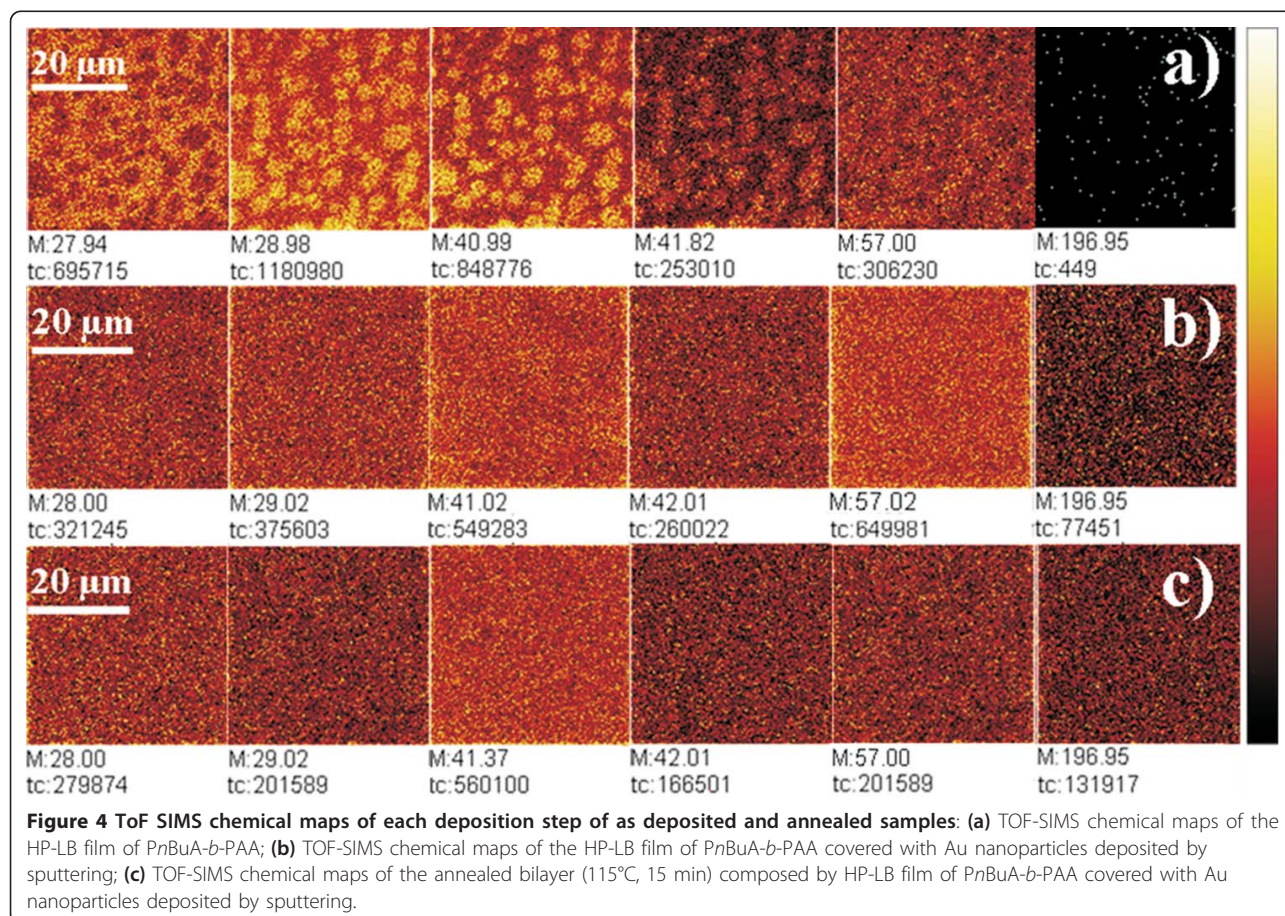 20 µm
a)
M:27.94 M:28.98 M:40.99 M:41.82 M:57.00 M:196.95
tc:695715 tc:1180980 tc:848776 tc:253010 tc:306230 tc:449
20 µm
b)
M:28.00 M:29.02 M:41.02 M:42.01 M:57.02 M:196.95
tc:321245 tc:375603 tc:549283 tc:260022 tc:649981 tc:77451
20 µm
c)
M:28.00 M:29.02 M:41.37 M:42.01 M:57.00 M:196.95
tc:279874 tc:201589 tc:560100 tc:166501 tc:201589 tc:131917
Figure 4 ToF SIMS chemical maps of each deposition step of as deposited and annealed samples: (a) TOF-SIMS chemical maps of the
HP-LB film of PnBuA-b-PAA; (b) TOF-SIMS chemical maps of the HP-LB film of PnBuA-b-PAA covered with Au nanoparticles deposited by
sputtering; (c) TOF-SIMS chemical maps of the annealed bilayer (115°C, 15 min) composed by HP-LB film of PnBuA-b-PAA covered with Au
nanoparticles deposited by sputtering.